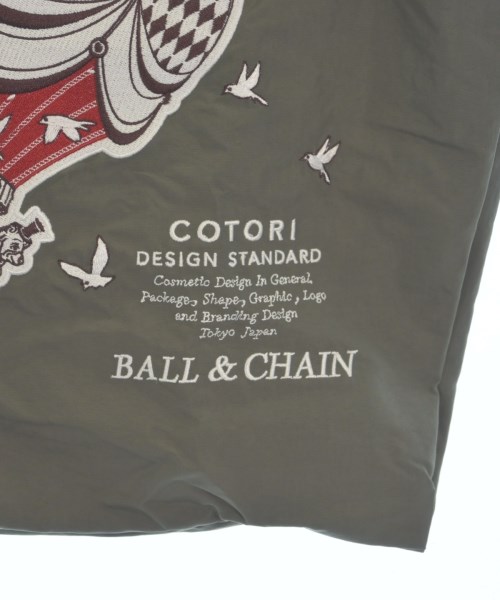 COTORI
DESIGN STANDARD
Cosmetic Design In General,
Package, Shape, Graphic, Logo
and Branding Design
Tokyo Japan
BALL & CHAIN